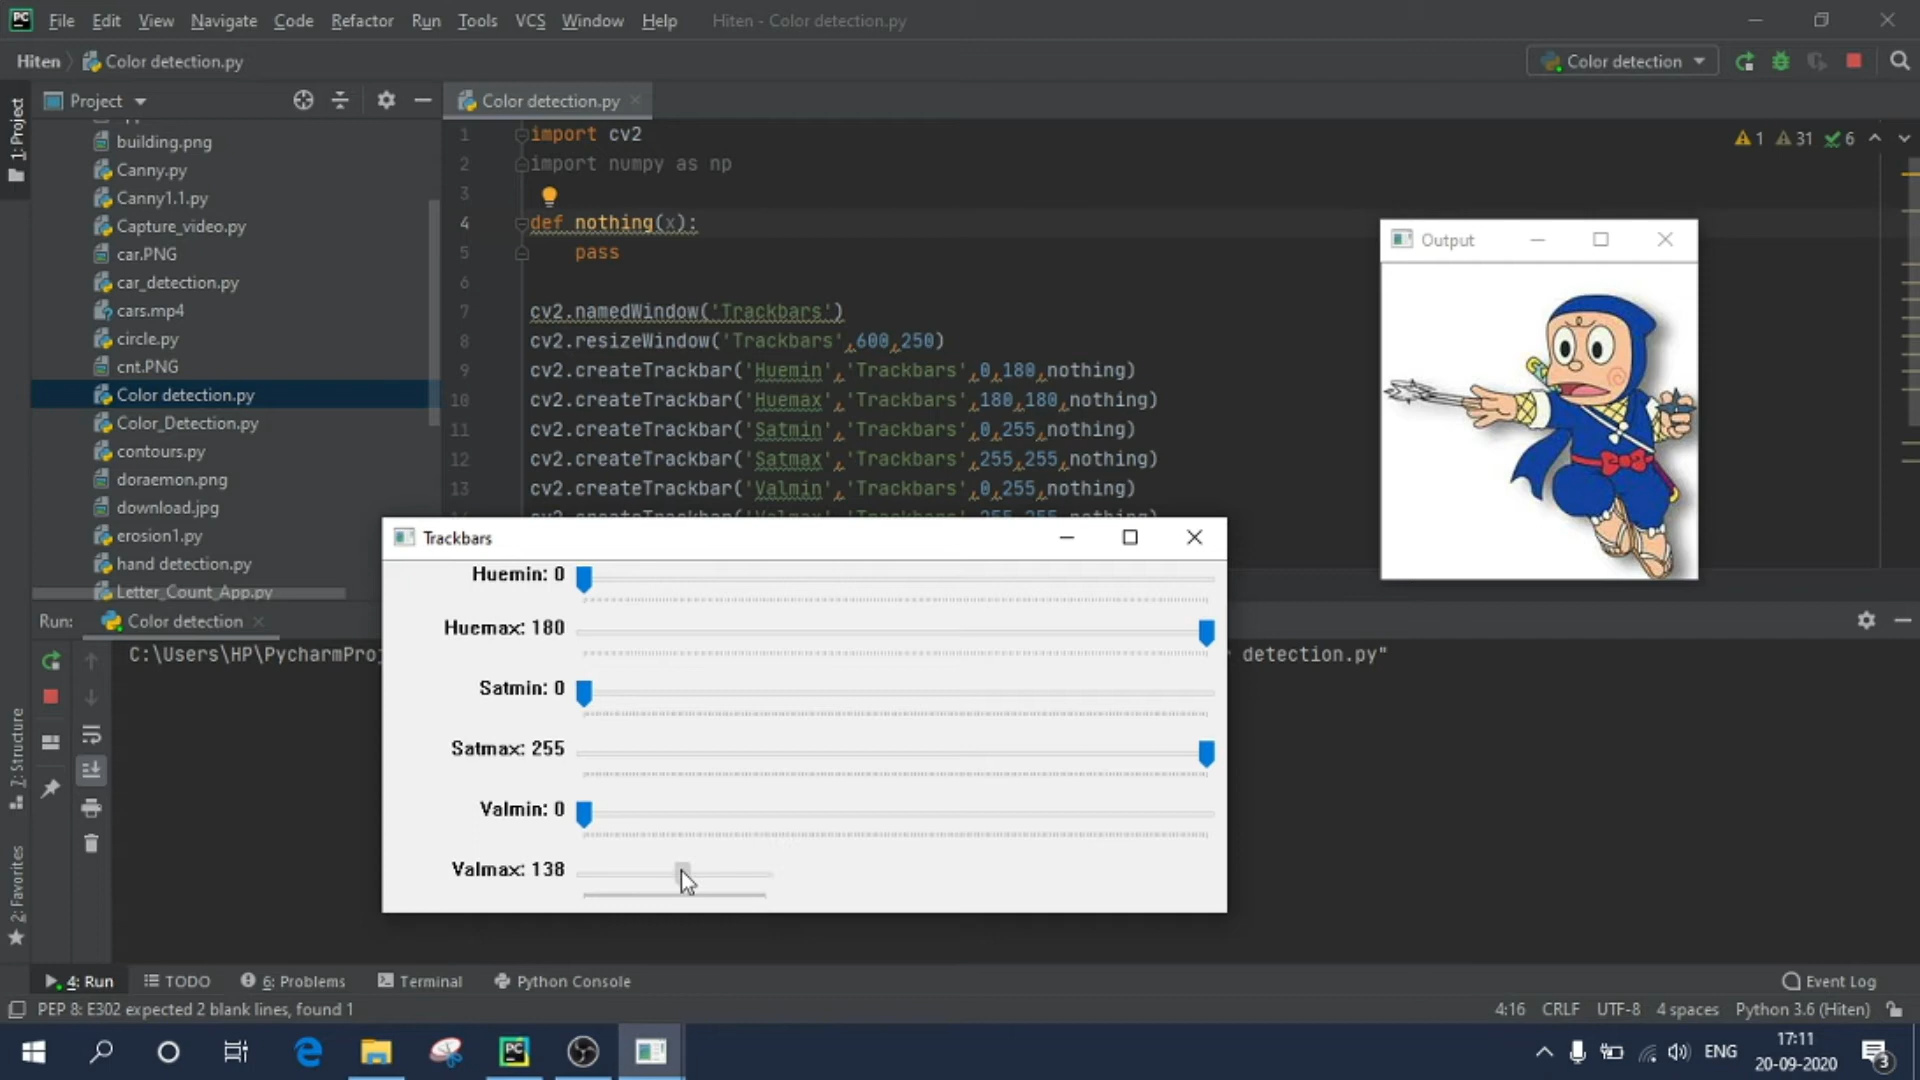 File Edit View Navigate Code Refactor Run Tools VCS Window Help Hiten - Color detection.py
Hiten Color detection.py Color detection
Project Color detection.py
1: Project
building.png
Canny.py
Canny1.1.py
Capture_video.py
car.PNG
car_detection.py
cars.mp4
circle.py
cnt.PNG
Color detection.py
Color_Detection.py
contours.py
doraemon.png
download.jpg
erosion1.py
hand detection.py
Letter_Count_App.py
1 import cv2
2 import numpy as np
3
4 def nothing(x):
5 pass
6
7 cv2.namedWindow('Trackbars')
8 cv2.resizeWindow('Trackbars',600,250)
9 cv2.createTrackbar('Huemin','Trackbars',0,180,nothing)
10 cv2.createTrackbar('Huemax','Trackbars',180,180,nothing)
11 cv2.createTrackbar('Satmin','Trackbars',0,255,nothing)
12 cv2.createTrackbar('Satmax','Trackbars',255,255,nothing)
13 cv2.createTrackbar('Valmin','Trackbars',0,255,nothing)
1 31 6
Output
Trackbars
Huemin: 0
Huemax: 180
Satmin: 0
Satmax: 255
Valmin: 0
Valmax: 138
Run: Color detection
C:\Users\HP\PycharmProj
detection.py"
7: Structure
2: Favorites
4: Run TODO 6: Problems Terminal Python Console Event Log
PEP 8: E302 expected 2 blank lines, found 1 4:16 CRLF UTF-8 4 spaces Python 3.6 (Hiten)
ENG 17:11
20-09-2020
3